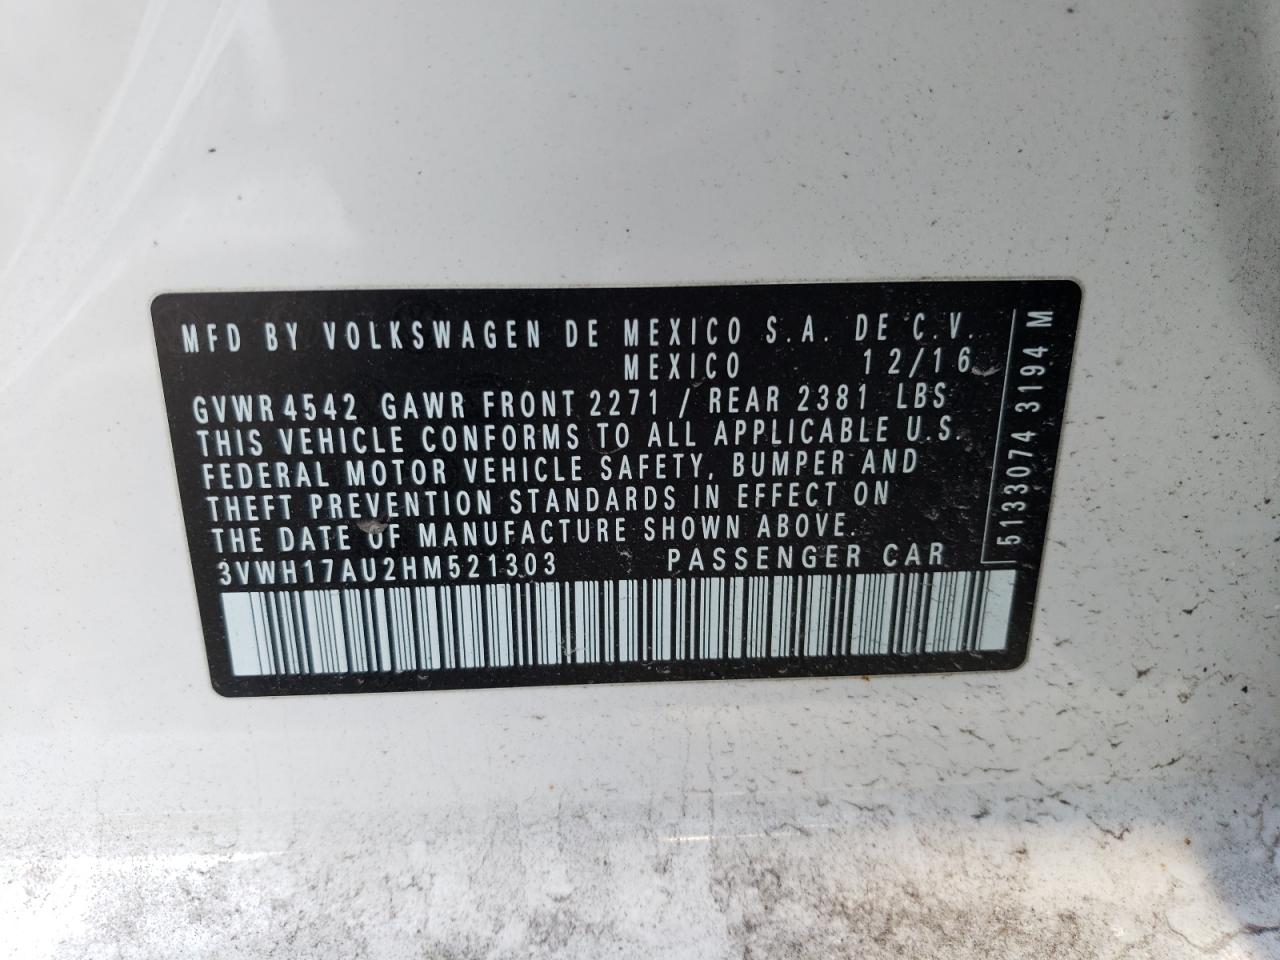 MFD BY VOLKSWAGEN DE MEXICO S.A. DE C.V.
MEXICO 12/16
GVWR 4542 GAWR FRONT 2271 / REAR 2381 LBS
THIS VEHICLE CONFORMS TO ALL APPLICABLE U.S.
FEDERAL MOTOR VEHICLE SAFETY, BUMPER AND
THEFT PREVENTION STANDARDS IN EFFECT ON
THE DATE OF MANUFACTURE SHOWN ABOVE.
3VWH17AU2HM521303 PASSENGER CAR
5133074 3194 M